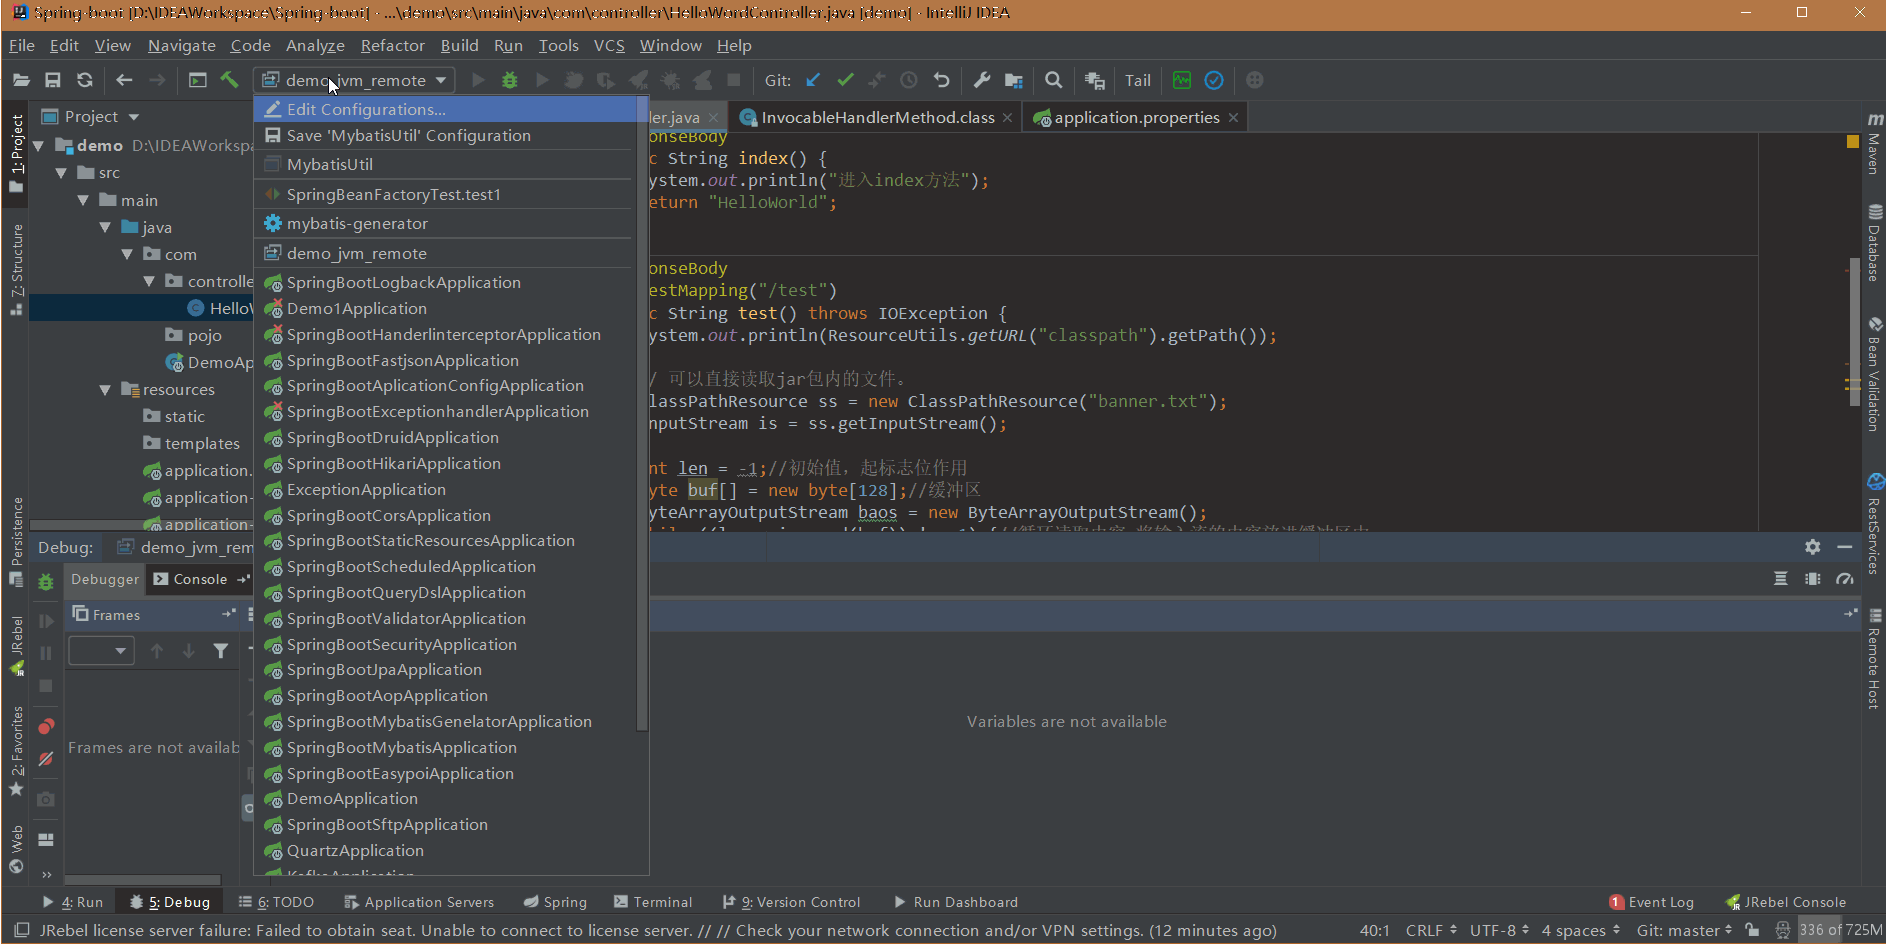 Spring-boot [D:\IDEAWorkspace\Spring-boot] - ...\demo\src\main\java\com\controller\HelloWordController.java [demo] - IntelliJ IDEA
File Edit View Navigate Code Analyze Refactor Build Run Tools VCS Window Help
demo_jvm_remote Git: Tail
Project
ler.java InvocableHandlerMethod.class application.properties
demo D:\IDEAWorkspa
src
main
java
com
controlle
HelloW
pojo
DemoAp
resources
static
templates
application.
application-
application-
Edit Configurations...
Save 'MybatisUtil' Configuration
MybatisUtil
SpringBeanFactoryTest.test1
mybatis-generator
demo_jvm_remote
SpringBootLogbackApplication
Demo1Application
SpringBootHanderlinterceptorApplication
SpringBootFastjsonApplication
SpringBootAplicationConfigApplication
SpringBootExceptionhandlerApplication
SpringBootDruidApplication
SpringBootHikariApplication
ExceptionApplication
SpringBootCorsApplication
SpringBootStaticResourcesApplication
SpringBootScheduledApplication
SpringBootQueryDslApplication
SpringBootValidatorApplication
SpringBootSecurityApplication
SpringBootJpaApplication
SpringBootAopApplication
SpringBootMybatisGenelatorApplication
SpringBootMybatisApplication
SpringBootEasypoiApplication
DemoApplication
SpringBootSftpApplication
QuartzApplication
KafkaApplication
onseBody
c String index() {
ystem.out.println("进入index方法");
eturn "HelloWorld";
onseBody
estMapping("/test")
c String test() throws IOException {
ystem.out.println(ResourceUtils.getURL("classpath").getPath());
/ 可以直接读取jar包内的文件。
lassPathResource ss = new ClassPathResource("banner.txt");
nputStream is = ss.getInputStream();
nt len = -1;//初始值，起标志位作用
yte buf[] = new byte[128];//缓冲区
yteArrayOutputStream baos = new ByteArrayOutputStream();
Debug: demo_jvm_rem
Debugger Console
Frames
Frames are not availab
Variables are not available
1: Project
7: Structure
Persistence
JRebel
2: Favorites
Web
m Maven
Database
Bean Validation
RestServices
Remote Host
4: Run 5: Debug 6: TODO Application Servers Spring Terminal 9: Version Control Run Dashboard 1 Event Log JRebel Console
JRebel license server failure: Failed to obtain seat. Unable to connect to license server. // // Check your network connection and/or VPN settings. (12 minutes ago) 40:1 CRLF UTF-8 4 spaces Git: master 336 of 725M